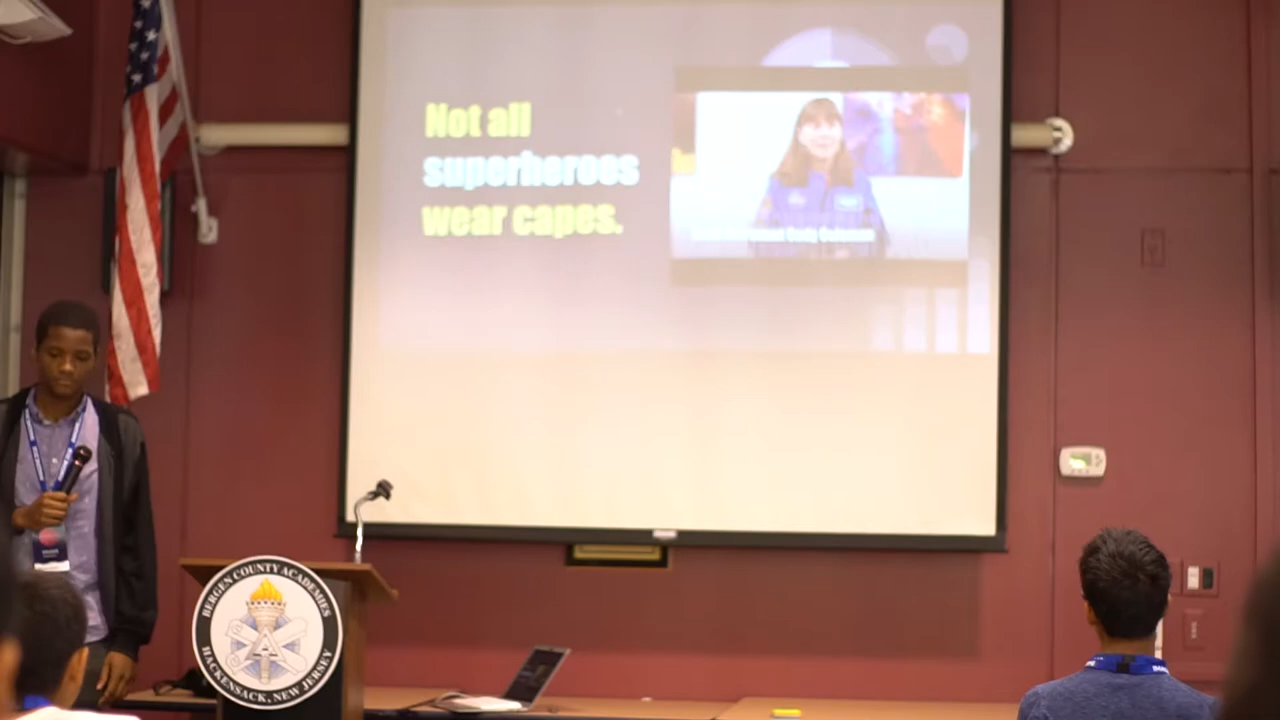 Not all
superheroes
wear capes.
BERGEN COUNTY ACADEMIES
A
HACKENSACK, NEW JERSEY